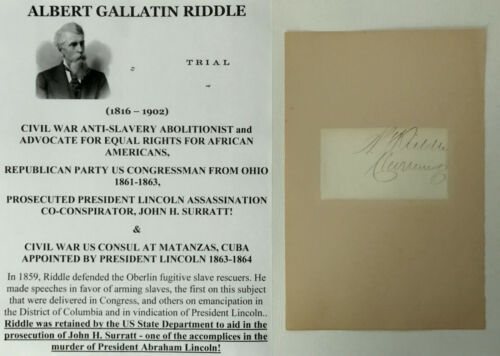 ALBERT GALLATIN RIDDLE
TRIAL
(1816 – 1902)
CIVIL WAR ANTI-SLAVERY ABOLITIONIST and
ADVOCATE FOR EQUAL RIGHTS FOR AFRICAN
AMERICANS,
REPUBLICAN PARTY US CONGRESSMAN FROM OHIO
1861-1863,
PROSECUTED PRESIDENT LINCOLN ASSASSINATION
CO-CONSPIRATOR, JOHN H. SURRATT!
&
CIVIL WAR US CONSUL AT MATANZAS, CUBA
APPOINTED BY PRESIDENT LINCOLN 1863-1864
In 1859, Riddle defended the Oberlin fugitive slave rescuers. He
made speeches in favor of arming slaves, the first on this subject
that were delivered in Congress, and others on emancipation in
the District of Columbia and in vindication of President Lincoln..
Riddle was retained by the US State Department to aid in the
prosecution of John H. Surratt - one of the accomplices in the
murder of President Abraham Lincoln!
Riddle